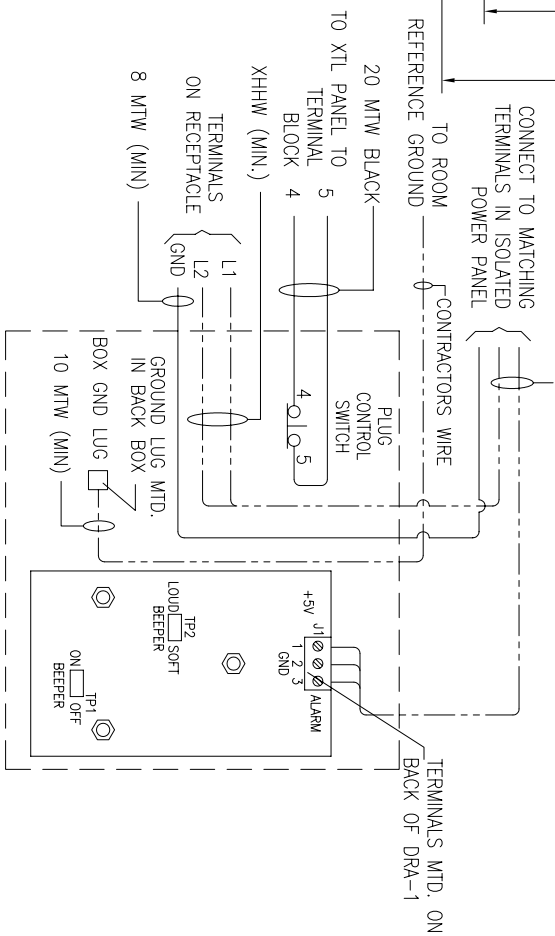 CONNECT TO MATCHING
TERMINALS IN ISOLATED
POWER PANEL
TO ROOM
REFERENCE GROUND
CONTRACTORS WIRE
20 MTW BLACK
TO XTL PANEL TO
TERMINAL
BLOCK
5
4
XHHW (MIN.)
TERMINALS
ON RECEPTACLE
L1
L2
GND
8 MTW (MIN)
PLUG
CONTROL
SWITCH
4
5
GROUND LUG MTD.
IN BACK BOX
BOX GND LUG
10 MTW (MIN)
TERMINALS MTD. ON
BACK OF DRA-1
J1
+5V
1 2 3
GND
ALARM
TP2
LOUD SOFT
BEEPER
TP1
ON OFF
BEEPER